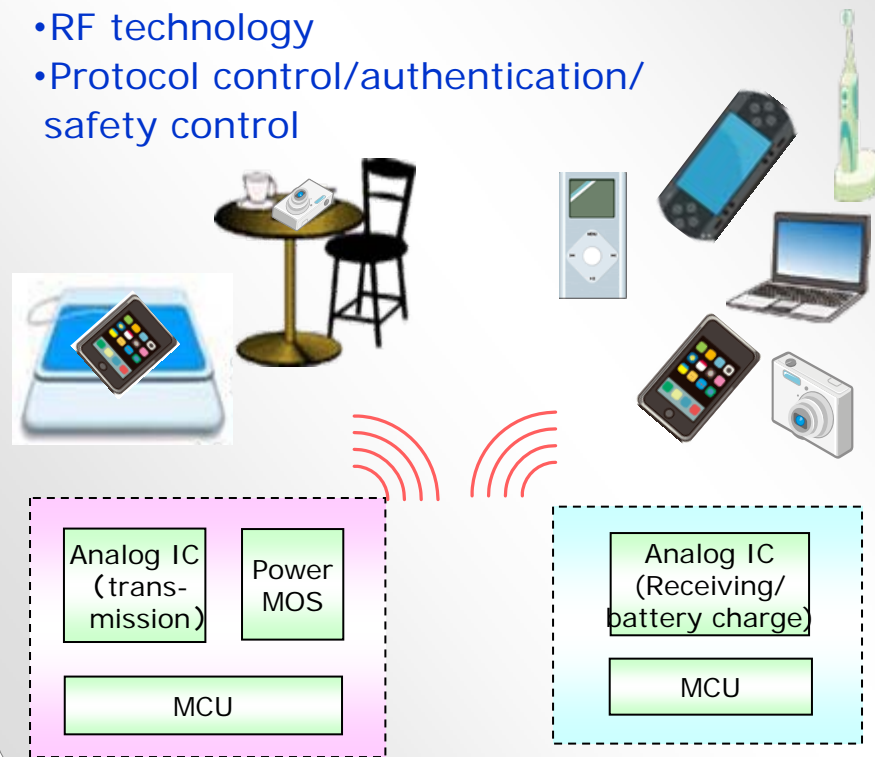 •RF technology
•Protocol control/authentication/
safety control
Analog IC
(trans-
mission)
Power
MOS
MCU
Analog IC
(Receiving/
battery charge)
MCU